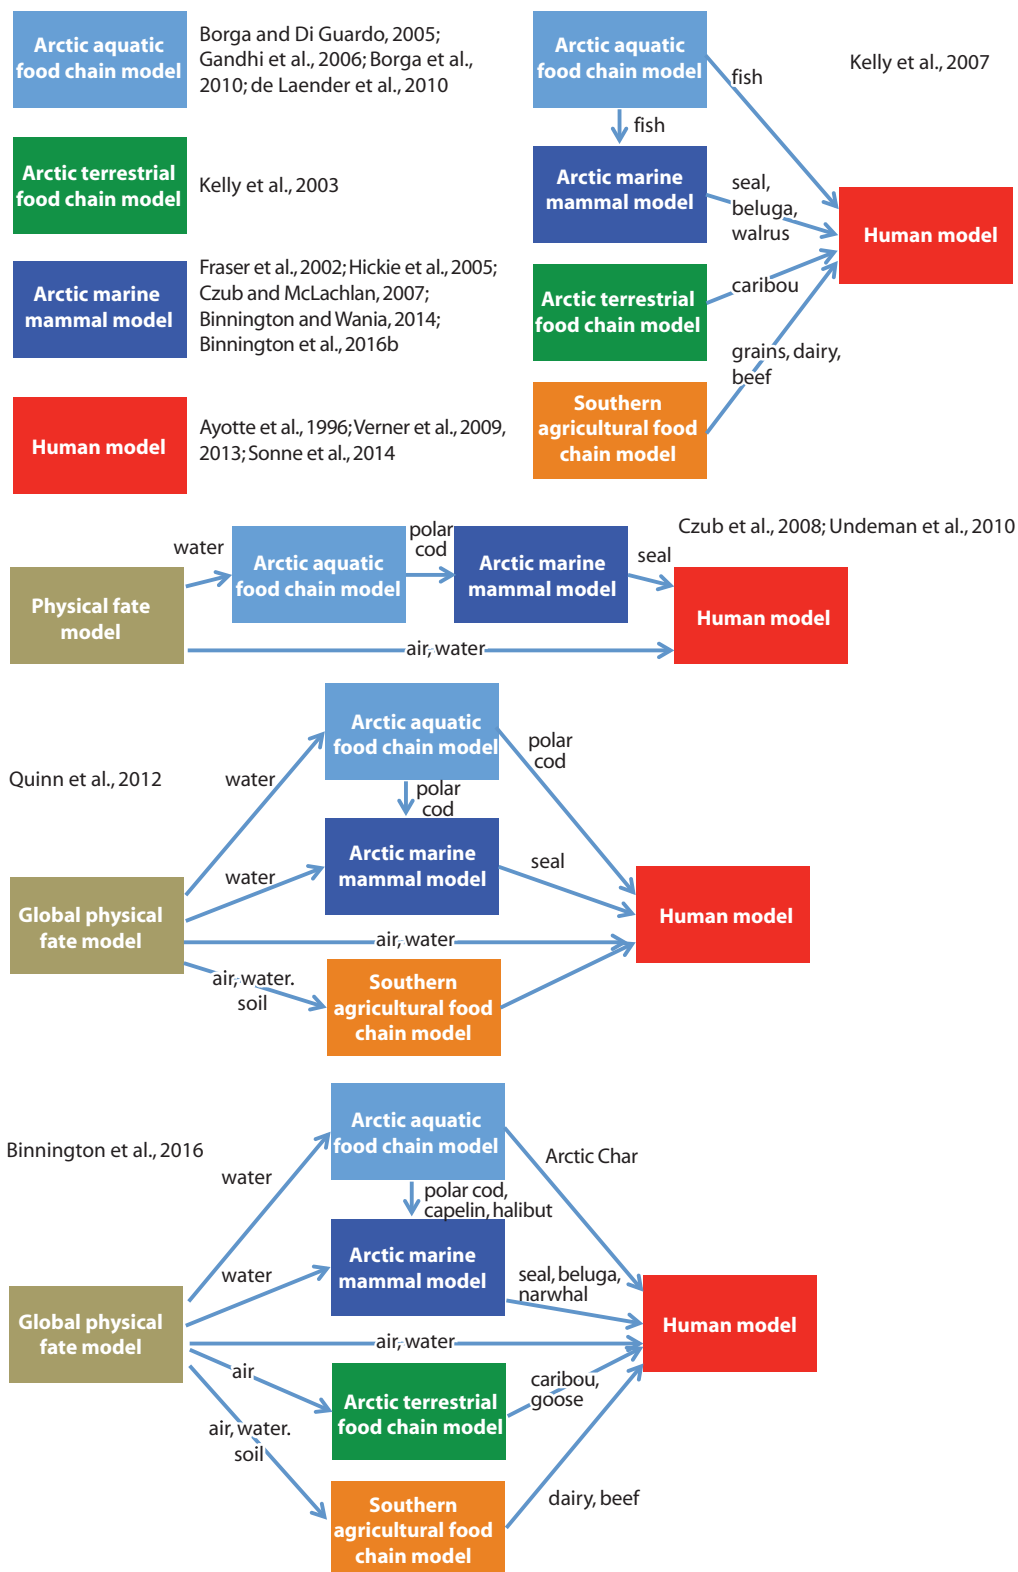 Arctic aquatic
food chain model
Borga and Di Guardo, 2005;
Gandhi et al., 2006; Borga et al.,
2010; de Laender et al., 2010
Arctic terrestrial
food chain model
Kelly et al., 2003
Arctic marine
mammal model
Fraser et al., 2002; Hickie et al., 2005;
Czub and McLachlan, 2007;
Binnington and Wania, 2014;
Binnington et al., 2016b
Human model
Ayotte et al., 1996; Verner et al., 2009,
2013; Sonne et al., 2014
Arctic aquatic
food chain model
Kelly et al., 2007
fish
fish
Arctic marine
mammal model
seal,
beluga,
walrus
Human model
Arctic terrestrial
food chain model
caribou
grains, dairy,
beef
Southern
agricultural food
chain model
Czub et al., 2008; Undeman et al., 2010
Physical fate
model
water
Arctic aquatic
food chain model
polar
cod
Arctic marine
mammal model
seal
Human model
air, water
Quinn et al., 2012
Global physical
fate model
water
Arctic aquatic
food chain model
polar
cod
polar
cod
water
Arctic marine
mammal model
seal
Human model
air, water
air, water.
soil
Southern
agricultural food
chain model
Binnington et al., 2016
Global physical
fate model
water
Arctic aquatic
food chain model
Arctic Char
polar cod,
capelin, halibut
water
Arctic marine
mammal model
seal, beluga,
narwhal
Human model
air, water
air
Arctic terrestrial
food chain model
caribou,
goose
air, water.
soil
Southern
agricultural food
chain model
dairy, beef